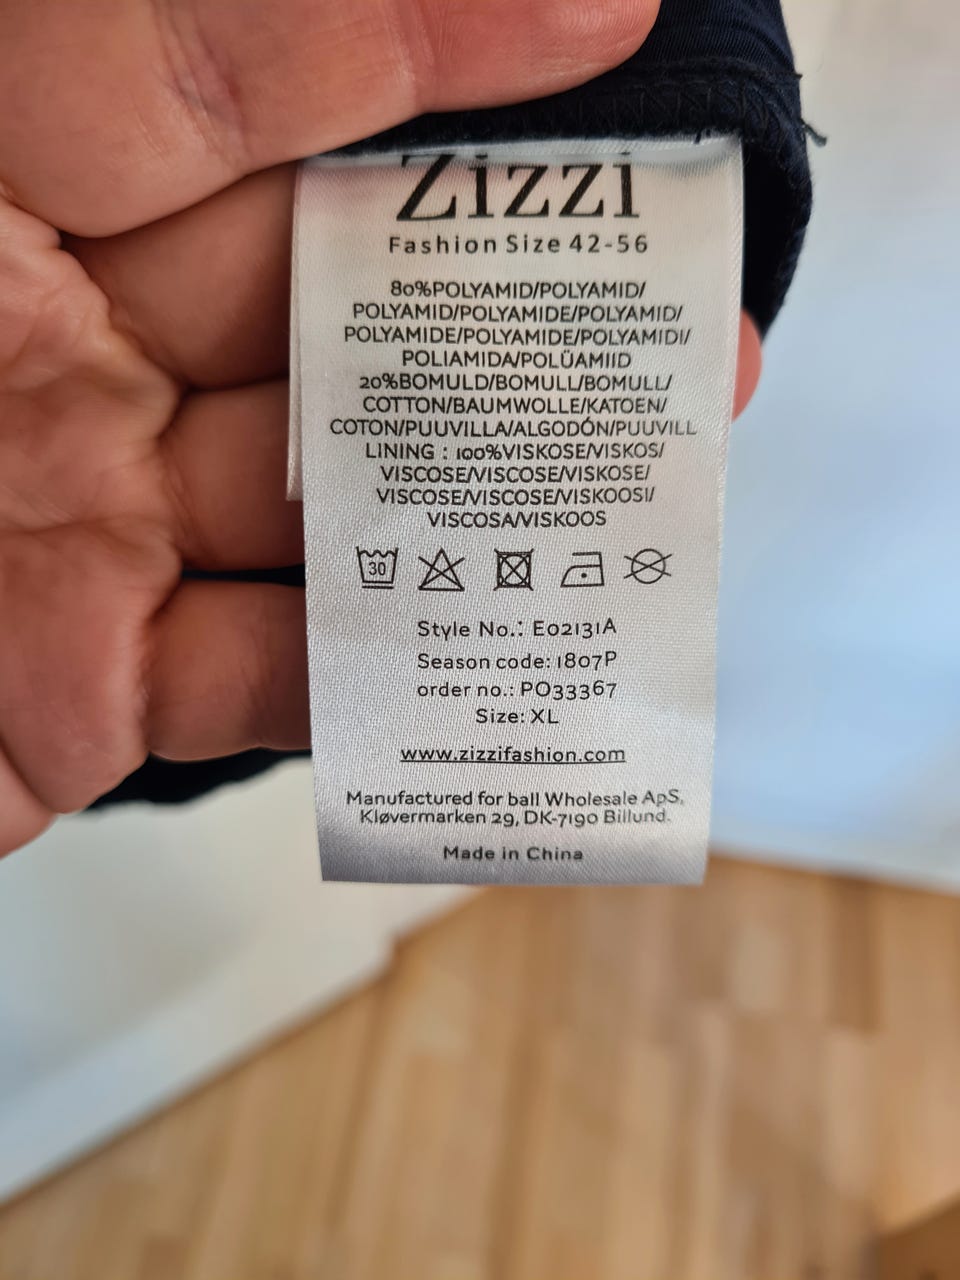 Zizzi
Fashion Size 42-56
80%POLYAMID/POLYAMID/
POLYAMID/POLYAMIDE/POLYAMID/
POLYAMIDE/POLYAMIDE/POLYAMIDI/
POLIAMIDA/POLÜAMIID
20%BOMULD/BOMULL/BOMULL/
COTTON/BAUMWOLLE/KATOEN/
COTON/PUUVILLA/ALGODÓN/PUUVILL
LINING : 100%VISKOSE/VISKOS/
VISCOSE/VISCOSE/VISKOSE/
VISCOSE/VISCOSE/VISKOOSI/
VISCOSA/VISKOOS
30
Style No.: E02131A
Season code: 1807P
order no.: PO33367
Size: XL
www.zizzifashion.com
Manufactured for ball Wholesale ApS,
Kløvermarken 29, DK-7190 Billund.
Made in China